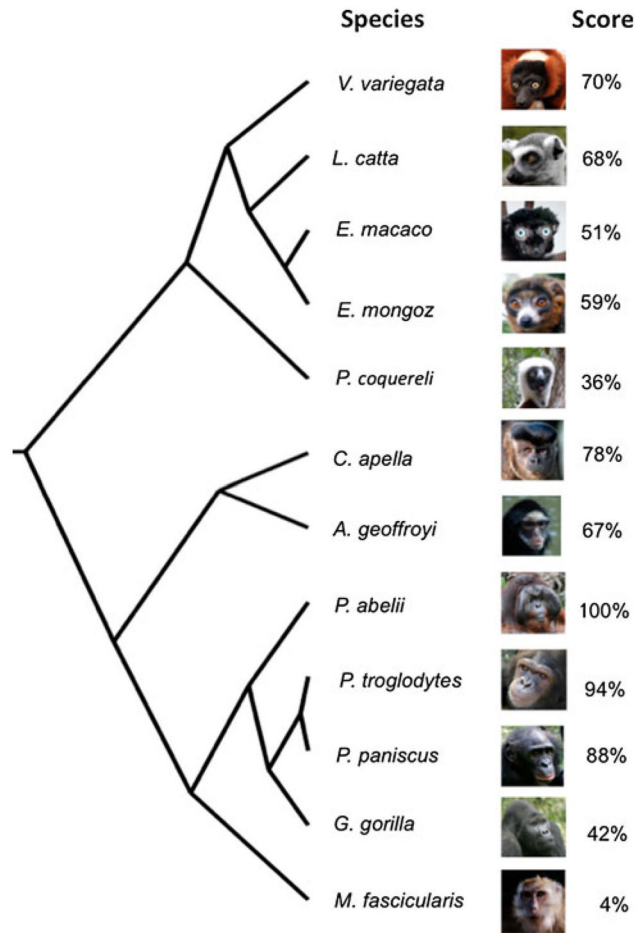 Species Score
V. variegata 70%
L. catta 68%
E. macaco 51%
E. mongoz 59%
P. coquereli 36%
C. apella 78%
A. geoffroyi 67%
P. abelii 100%
P. troglodytes 94%
P. paniscus 88%
G. gorilla 42%
M. fascicularis 4%